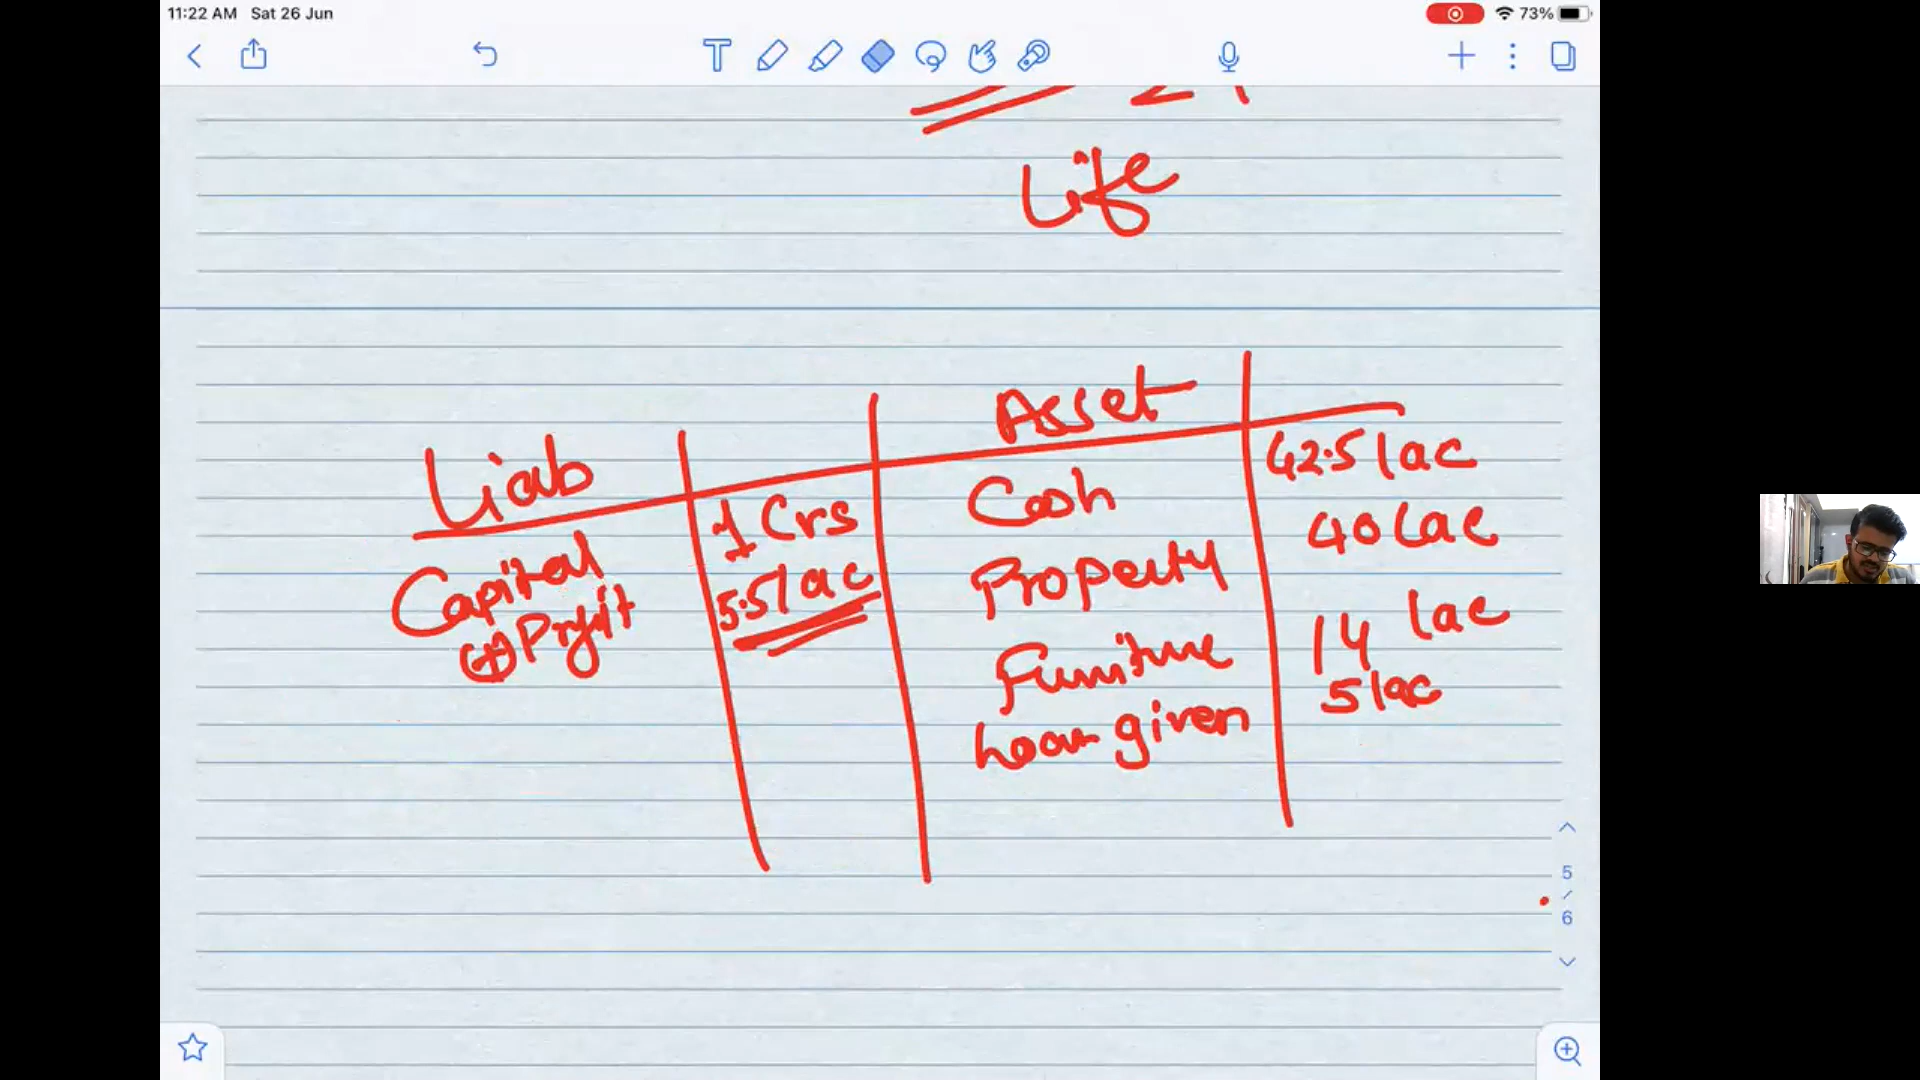 11:22 AM Sat 26 Jun
73%
Life
Liab
Asset
Capital
1 Crs
Cash
42.5 lac
+ Profit
5.5 lac
Property
40 lac
Furniture
14 lac
Loan given
5 lac
5
/
6